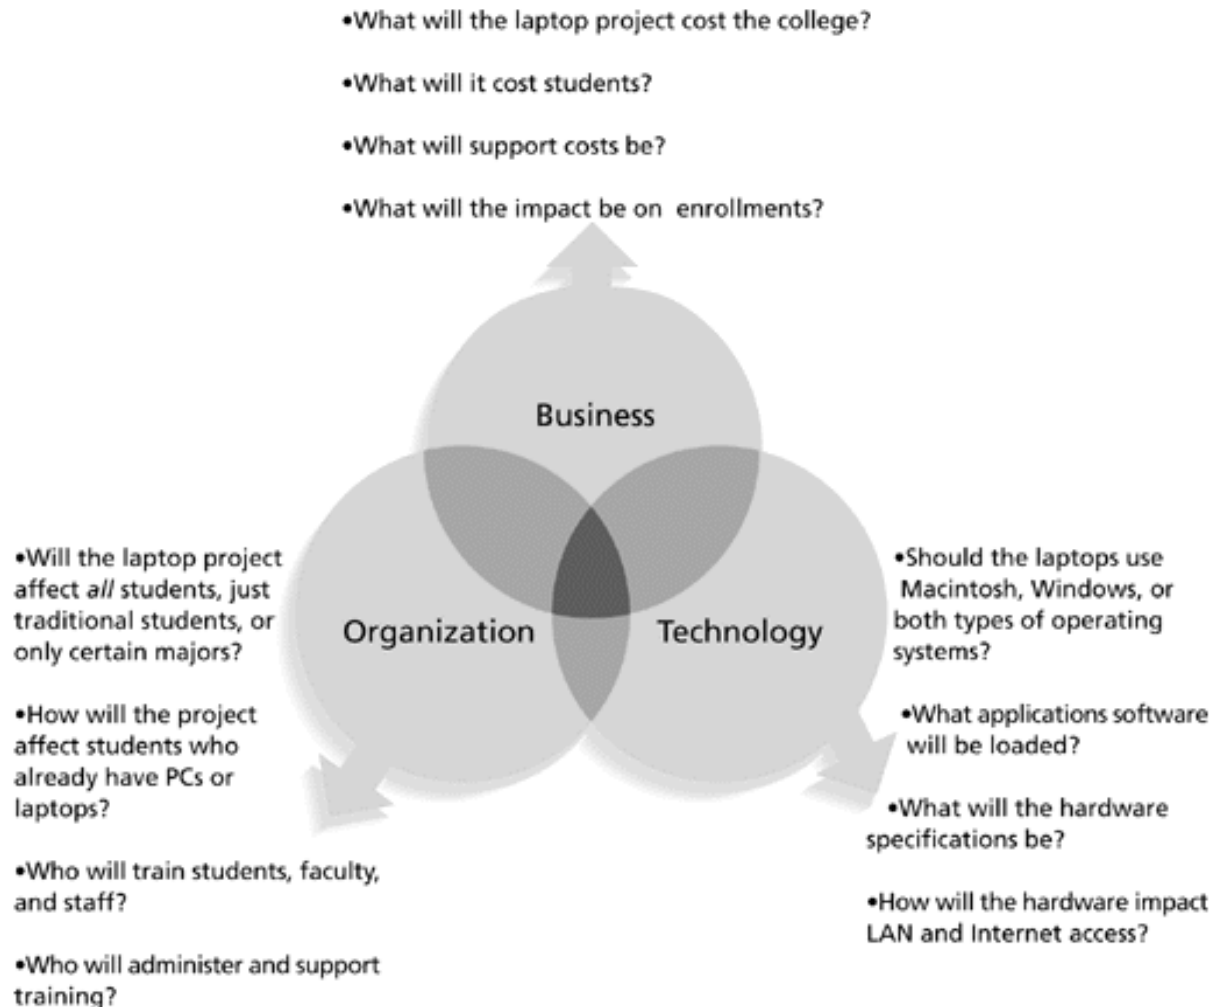 •What will the laptop project cost the college?
•What will it cost students?
•What will support costs be?
•What will the impact be on enrollments?
Business
Organization
Technology
•Will the laptop project
affect all students, just
traditional students, or
only certain majors?
•How will the project
affect students who
already have PCs or
laptops?
•Who will train students, faculty,
and staff?
•Who will administer and support
training?
•Should the laptops use
Macintosh, Windows, or
both types of operating
systems?
•What applications software
will be loaded?
•What will the hardware
specifications be?
•How will the hardware impact
LAN and Internet access?